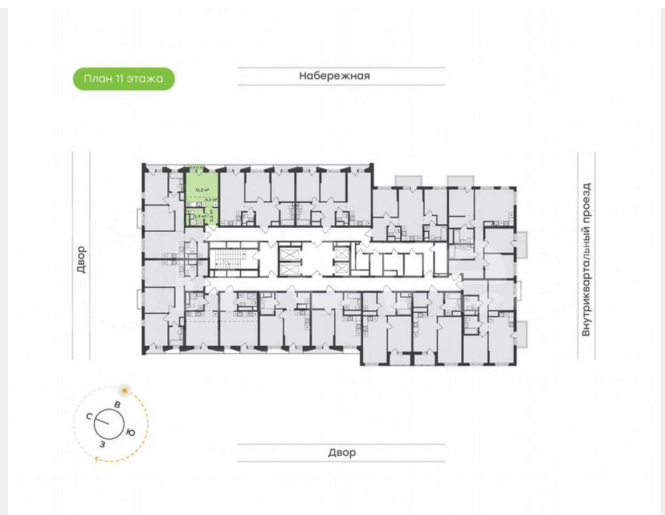 План 11 этажа
Набережная
Двор
Внутриквартальный проезд
В
С
Ю
З
Двор